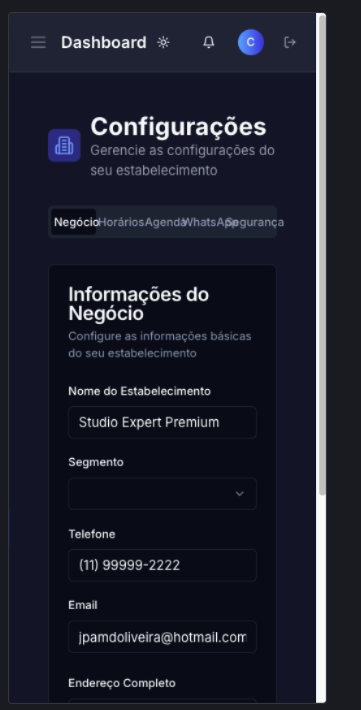 Dashboard
C
Configurações
Gerencie as configurações do
seu estabelecimento
Negócio Horários Agenda WhatsApp Segurança
Informações do
Negócio
Configure as informações básicas
do seu estabelecimento
Nome do Estabelecimento
Studio Expert Premium
Segmento
Telefone
(11) 99999-2222
Email
jpamdoliveira@hotmail.com
Endereço Completo